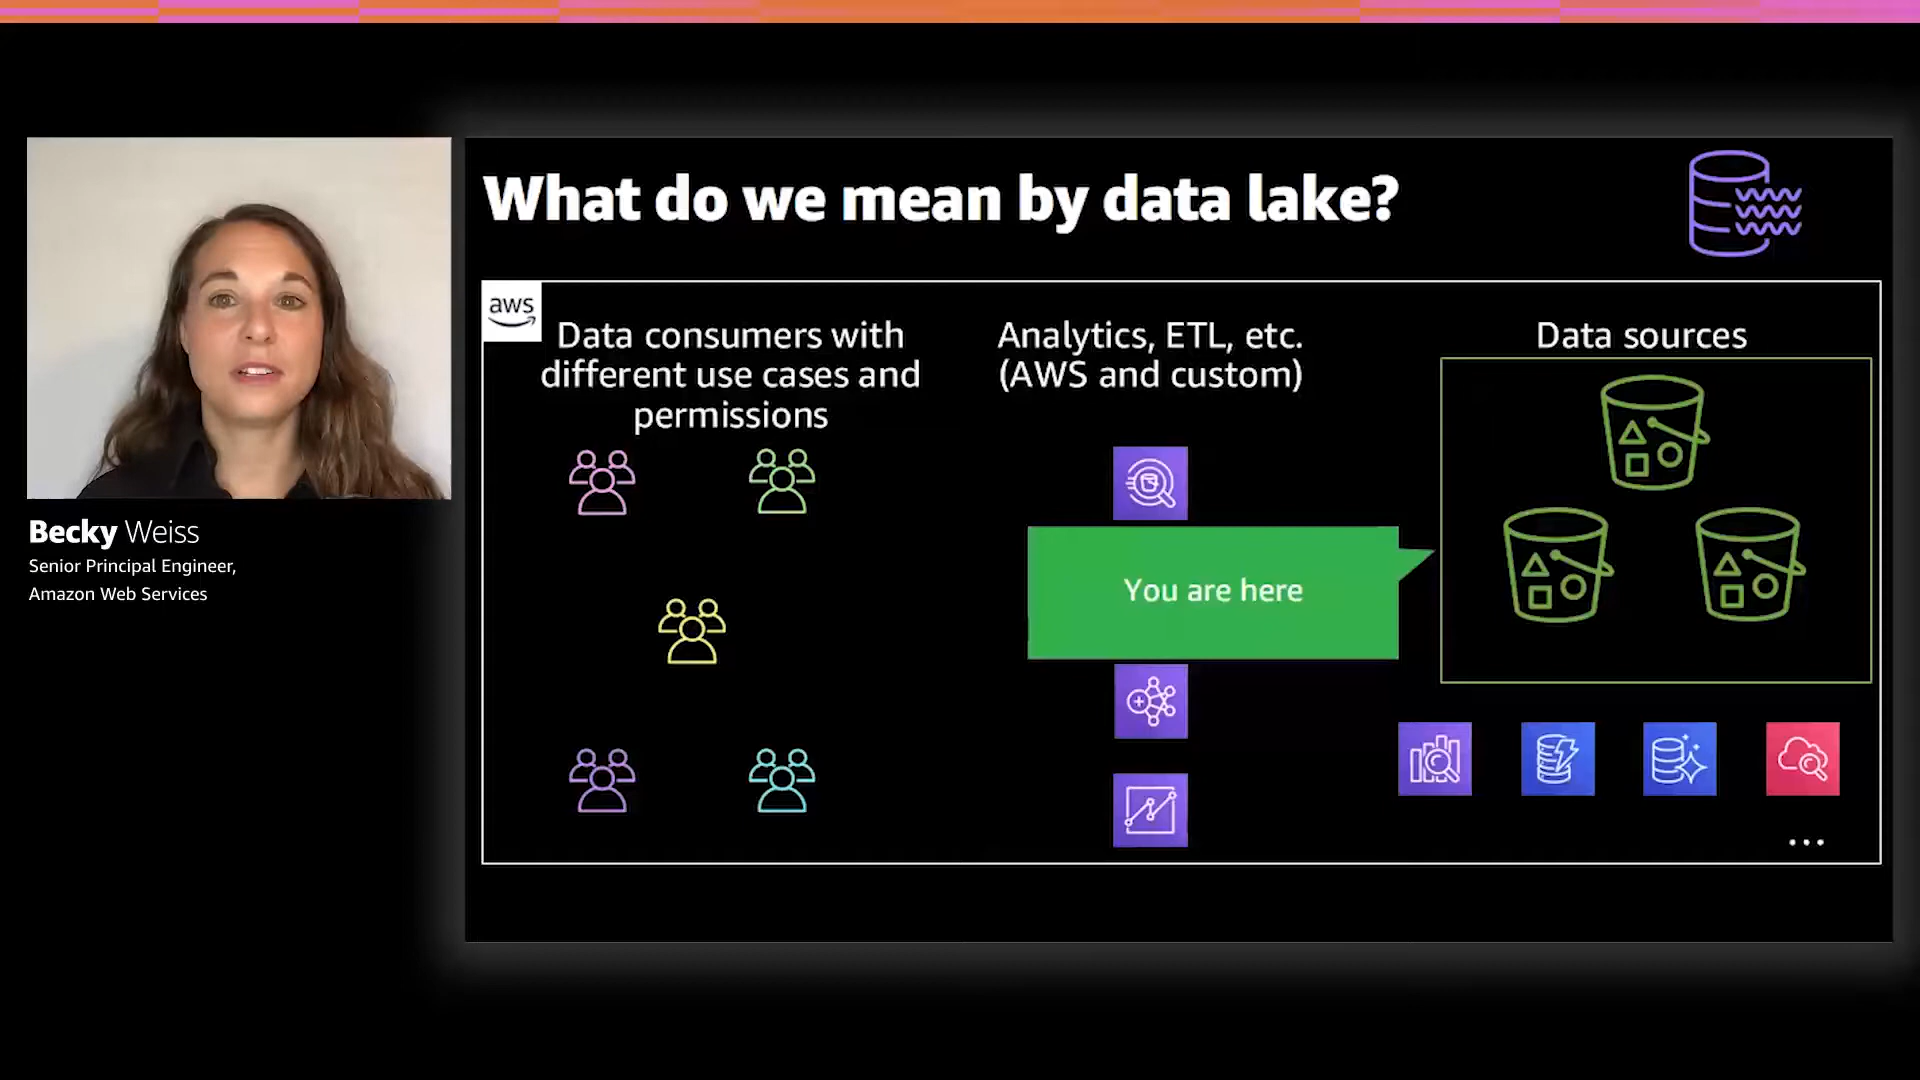 What do we mean by data lake?
aws
Data consumers with
different use cases and
permissions
Analytics, ETL, etc.
(AWS and custom)
Data sources
You are here
...
Becky Weiss
Senior Principal Engineer,
Amazon Web Services